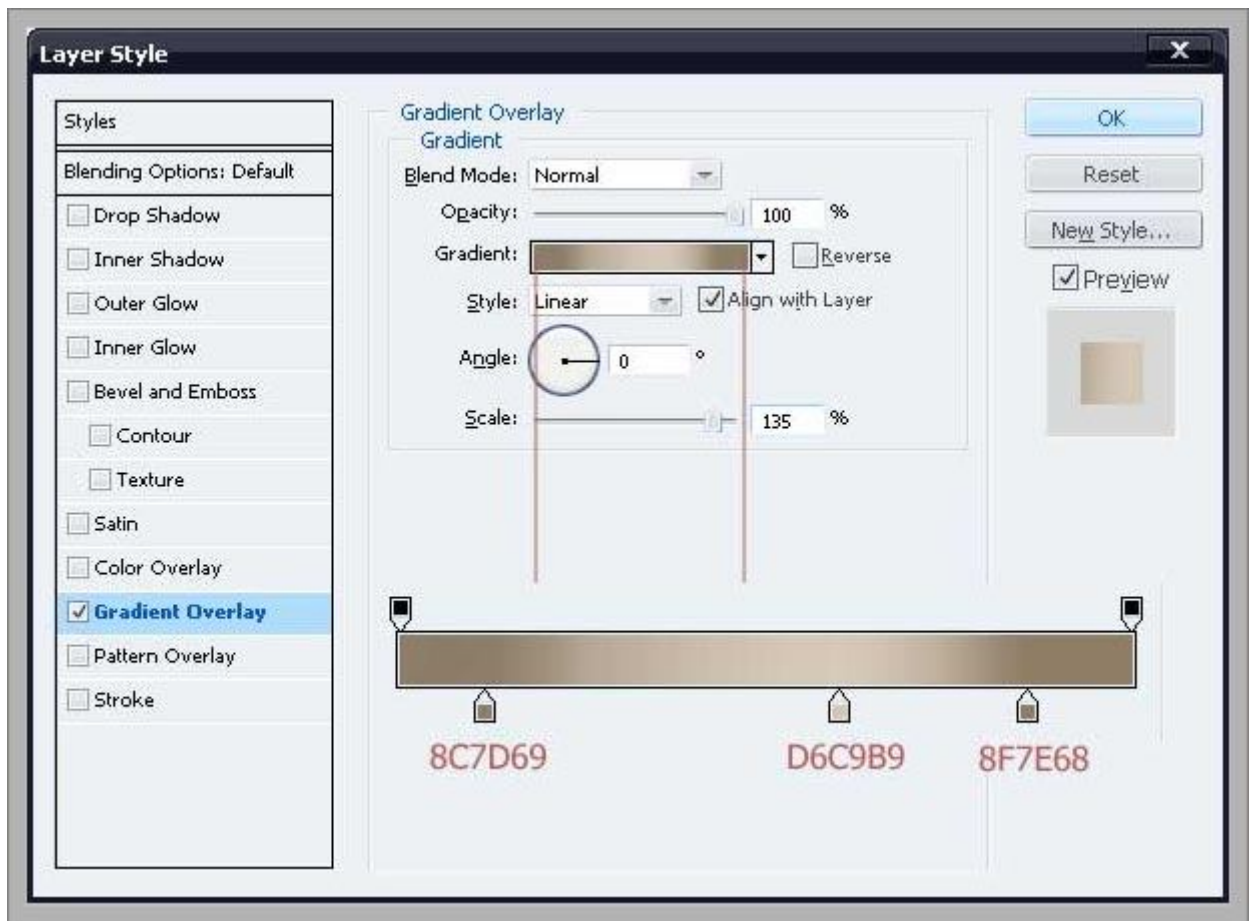 Layer Style
X
Styles
Blending Options: Default
Drop Shadow
Inner Shadow
Outer Glow
Inner Glow
Bevel and Emboss
Contour
Texture
Satin
Color Overlay
Gradient Overlay
Pattern Overlay
Stroke
Gradient Overlay
Gradient
Blend Mode: Normal
Opacity: 100 %
Gradient: Reverse
Style: Linear Align with Layer
Angle: 0 °
Scale: 135 %
8C7D69 D6C9B9 8F7E68
OK
Reset
New Style...
Preview